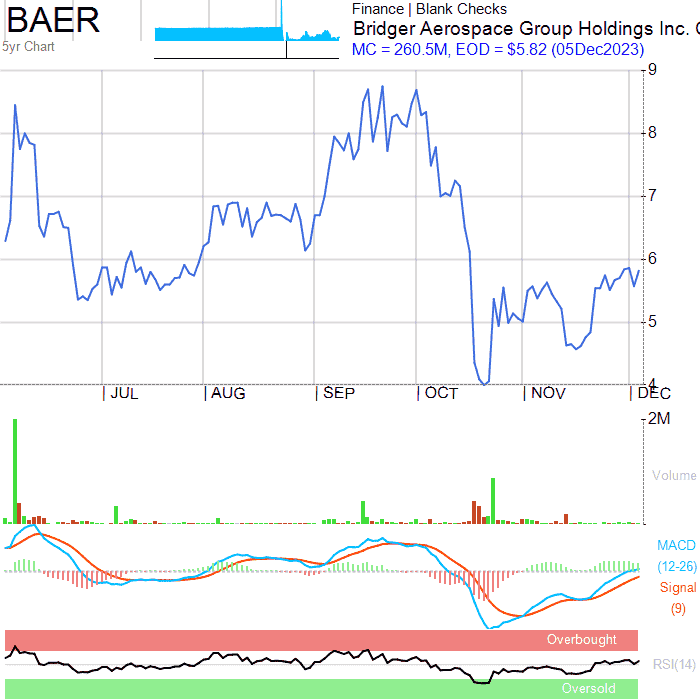 BAER
5yr Chart
Finance | Blank Checks
Bridger Aerospace Group Holdings Inc.
MC = 260.5M, EOD = $5.82 (05Dec2023)
9
8
7
6
5
4
JUL
AUG
SEP
OCT
NOV
DEC
2M
Volume
MACD
(12-26)
Signal
(9)
Overbought
RSI(14)
Oversold